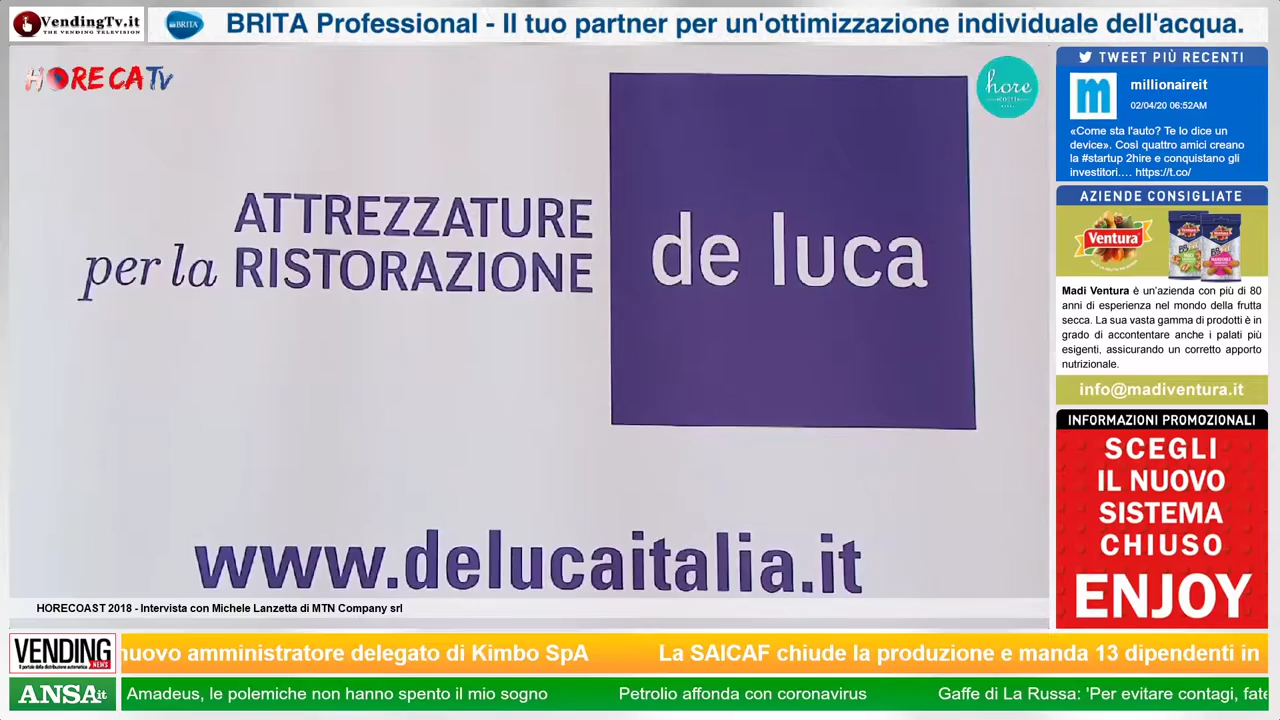 VendingTv.it
THE VENDING TELEVISION
BRITA
BRITA Professional - Il tuo partner per un'ottimizzazione individuale dell'acqua.
HORECATv
hore
COAST
ATTREZZATURE
per la RISTORAZIONE
de luca
www.delucaitalia.it
HORECOAST 2018 - Intervista con Michele Lanzetta di MTN Company srl
TWEET PIÙ RECENTI
millionaireit
02/04/20 06:52AM
«Come sta l'auto? Te lo dice un
device». Così quattro amici creano
la #startup 2hire e conquistano gli
investitori.… https://t.co/
AZIENDE CONSIGLIATE
Ventura
Madi Ventura è un'azienda con più di 80
anni di esperienza nel mondo della frutta
secca. La sua vasta gamma di prodotti è in
grado di accontentare anche i palati più
esigenti, assicurando un corretto apporto
nutrizionale.
info@madiventura.it
INFORMAZIONI PROMOZIONALI
SCEGLI
IL NUOVO
SISTEMA
CHIUSO
ENJOY
VENDING NEWS
Il portale della distribuzione automatica
nuovo amministratore delegato di Kimbo SpA La SAICAF chiude la produzione e manda 13 dipendenti in
ANSA.it
Amadeus, le polemiche non hanno spento il mio sogno Petrolio affonda con coronavirus Gaffe di La Russa: 'Per evitare contagi, fate